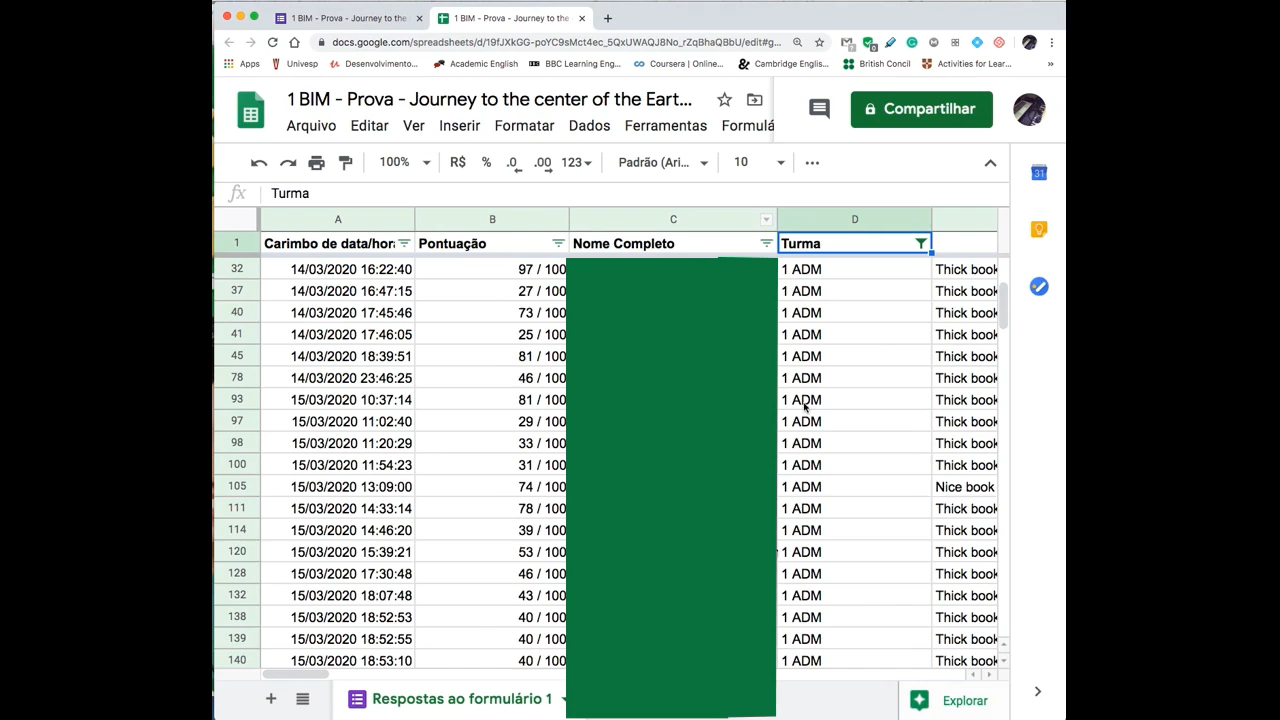 1 BIM - Prova - Journey to the
1 BIM - Prova - Journey to the
docs.google.com/spreadsheets/d/19fJXkGG-poYC9sMct4ec_5QxUWAQJ8No_rZqBhaQBbU/edit#g...
Apps Univesp Desenvolvimento... Academic English BBC Learning Eng... Coursera | Online... Cambridge Englis... British Concil Activities for Lear... »
1 BIM - Prova - Journey to the center of the Eart...
Compartilhar
Arquivo Editar Ver Inserir Formatar Dados Ferramentas Formulá
100% R$ % .0 .00 123 Padrão (Ari... 10 ...
fx Turma
A B C D
1 Carimbo de data/hor Pontuação Nome Completo Turma
32 14/03/2020 16:22:40 97 / 100 1 ADM Thick book
37 14/03/2020 16:47:15 27 / 100 1 ADM Thick book
40 14/03/2020 17:45:46 73 / 100 1 ADM Thick book
41 14/03/2020 17:46:05 25 / 100 1 ADM Thick book
45 14/03/2020 18:39:51 81 / 100 1 ADM Thick book
78 14/03/2020 23:46:25 46 / 100 1 ADM Thick book
93 15/03/2020 10:37:14 81 / 100 1 ADM Thick book
97 15/03/2020 11:02:40 29 / 100 1 ADM Thick book
98 15/03/2020 11:20:29 33 / 100 1 ADM Thick book
100 15/03/2020 11:54:23 31 / 100 1 ADM Thick book
105 15/03/2020 13:09:00 74 / 100 1 ADM Nice book
111 15/03/2020 14:33:14 78 / 100 1 ADM Thick book
114 15/03/2020 14:46:20 39 / 100 1 ADM Thick book
120 15/03/2020 15:39:21 53 / 100 1 ADM Thick book
128 15/03/2020 17:30:48 46 / 100 1 ADM Thick book
132 15/03/2020 18:07:48 43 / 100 1 ADM Thick book
138 15/03/2020 18:52:53 40 / 100 1 ADM Thick book
139 15/03/2020 18:52:55 40 / 100 1 ADM Thick book
140 15/03/2020 18:53:10 40 / 100 1 ADM Thick book
31
Respostas ao formulário 1
Explorar